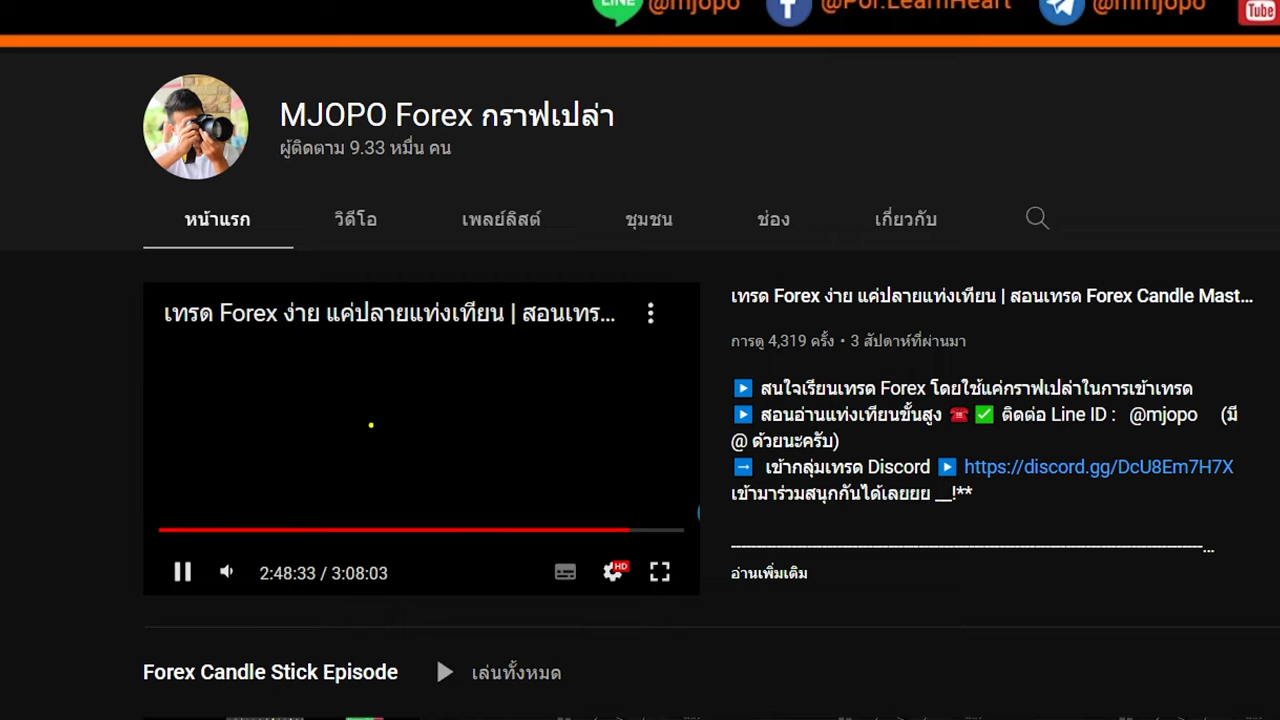 LINE @mjopo @Por.LearnHeart @mmjopo Tube
MJOPO Forex กราฟเปล่า
ผู้ติดตาม 9.33 หมื่น คน
หน้าแรก วิดีโอ เพลย์ลิสต์ ชุมชน ช่อง เกี่ยวกับ
เทรด Forex ง่าย แค่ปลายแท่งเทียน | สอนเทร...
2:48:33 / 3:08:03
HD
เทรด Forex ง่าย แค่ปลายแท่งเทียน | สอนเทรด Forex Candle Mast...
การดู 4,319 ครั้ง • 3 สัปดาห์ที่ผ่านมา
▶️ สนใจเรียนเทรด Forex โดยใช้แค่กราฟเปล่าในการเข้าเทรด
▶️ สอนอ่านแท่งเทียนขั้นสูง ☎️ ✅ ติดต่อ Line ID : @mjopo (มี
@ ด้วยนะครับ)
➡️ เข้ากลุ่มเทรด Discord ▶️ https://discord.gg/DcU8Em7H7X
เข้ามาร่วมสนุกกันได้เลยยย __!**
-----------------------------------------------------------------------...
อ่านเพิ่มเติม
Forex Candle Stick Episode ▶ เล่นทั้งหมด